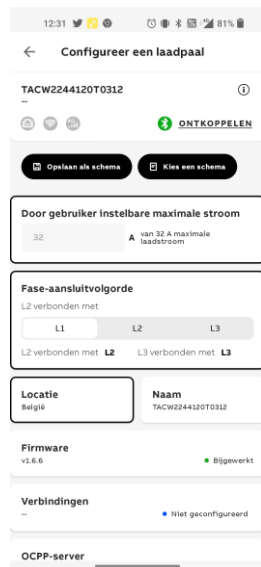 12:31 81%
Configureer een laadpaal
TACW2244120T0312
--
ONTKOPPELEN
Opslaan als schema Kies een schema
Door gebruiker instelbare maximale stroom
32 A van 32 A maximale
laadstroom
Fase-aansluitvolgorde
L2 verbonden met
L1 L2 L3
L2 verbonden met L2 L3 verbonden met L3
Locatie Naam
België TACW2244120T0312
Firmware
v1.6.6 Bijgewerkt
Verbindingen
-- Niet geconfigureerd
OCPP-server